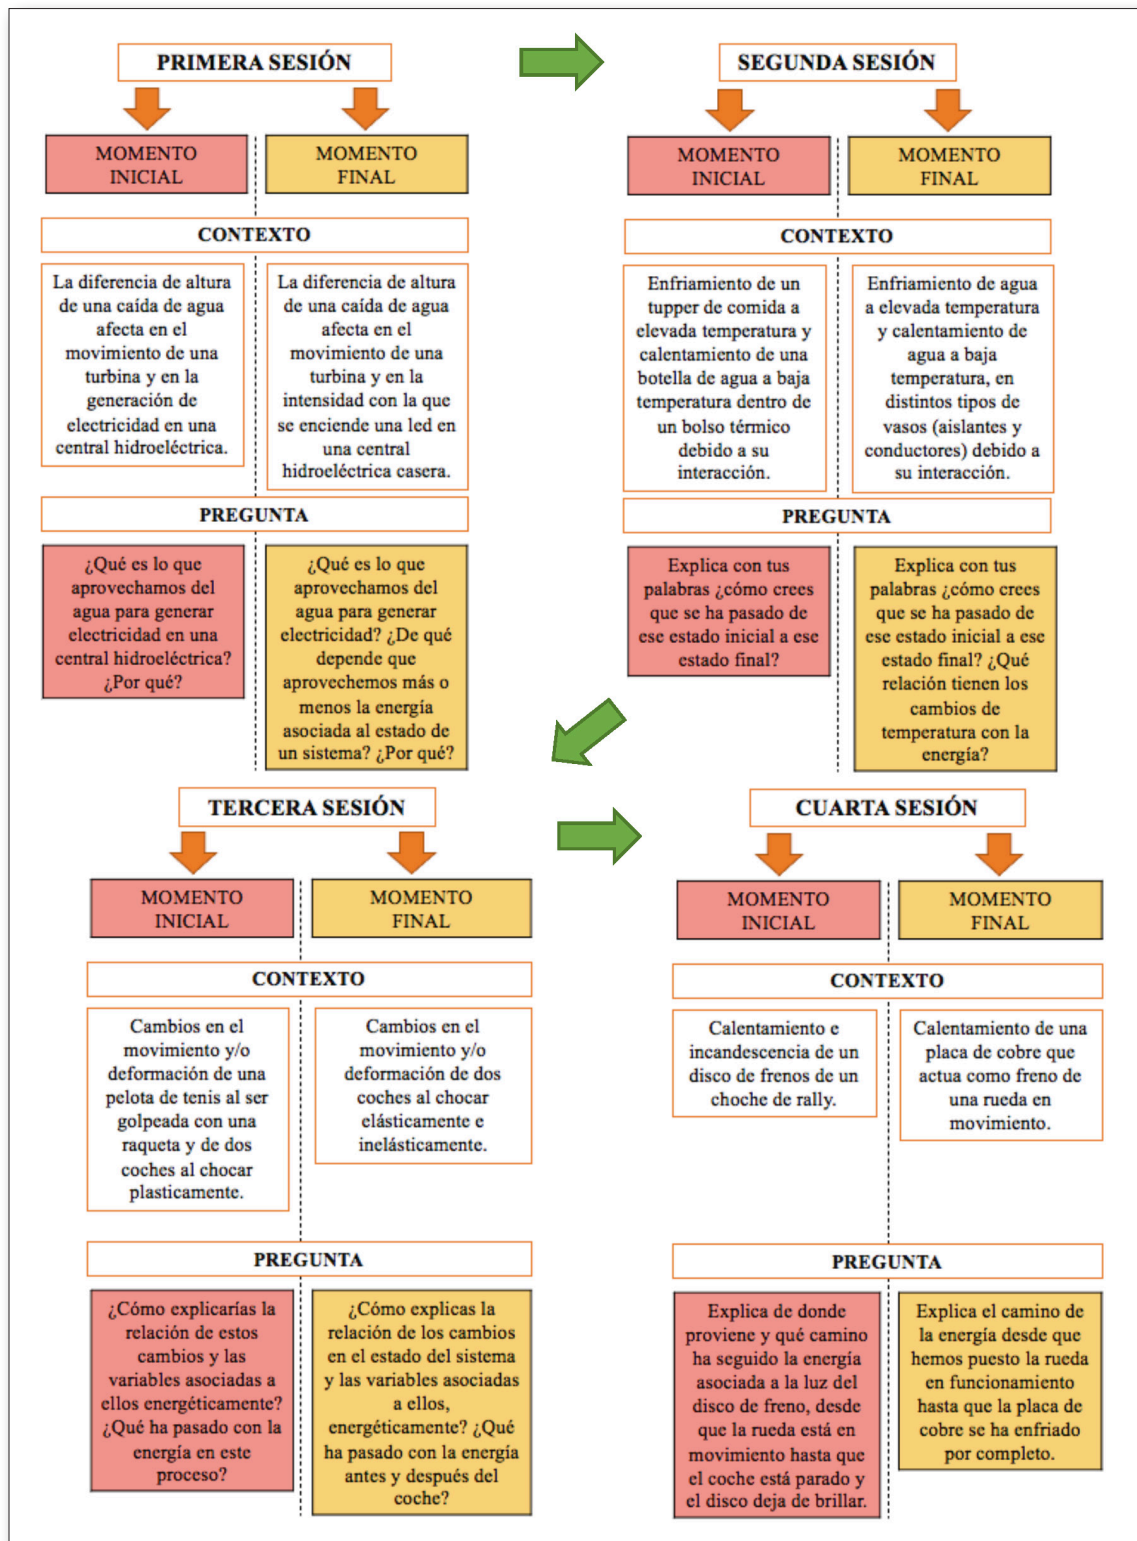 PRIMERA SESIÓN
MOMENTO
INICIAL
MOMENTO
FINAL
CONTEXTO
La diferencia de altura
de una caída de agua
afecta en el
movimiento de una
turbina y en la
generación de
electricidad en una
central hidroeléctrica.
La diferencia de altura
de una caída de agua
afecta en el
movimiento de una
turbina y en la
intensidad con la que
se enciende una led en
una central
hidroeléctrica casera.
PREGUNTA
¿Qué es lo que
aprovechamos del
agua para generar
electricidad en una
central hidroeléctrica?
¿Por qué?
¿Qué es lo que
aprovechamos del
agua para generar
electricidad? ¿De qué
depende que
aprovechemos más o
menos la energía
asociada al estado de
un sistema? ¿Por qué?
SEGUNDA SESIÓN
MOMENTO
INICIAL
MOMENTO
FINAL
CONTEXTO
Enfriamiento de un
tupper de comida a
elevada temperatura y
calentamiento de una
botella de agua a baja
temperatura dentro de
un bolso térmico
debido a su
interacción.
Enfriamiento de agua
a elevada temperatura
y calentamiento de
agua a baja
temperatura, en
distintos tipos de
vasos (aislantes y
conductores) debido a
su interacción.
PREGUNTA
Explica con tus
palabras ¿cómo crees
que se ha pasado de
ese estado inicial a ese
estado final?
Explica con tus
palabras ¿cómo crees
que se ha pasado de
ese estado inicial a ese
estado final? ¿Qué
relación tienen los
cambios de
temperatura con la
energía?
TERCERA SESIÓN
MOMENTO
INICIAL
MOMENTO
FINAL
CONTEXTO
Cambios en el
movimiento y/o
deformación de una
pelota de tenis al ser
golpeada con una
raqueta y de dos
coches al chocar
plasticamente.
Cambios en el
movimiento y/o
deformación de dos
coches al chocar
elásticamente e
inelásticamente.
PREGUNTA
¿Cómo explicarías la
relación de estos
cambios y las
variables asociadas a
ellos energéticamente?
¿Qué ha pasado con la
energía en este
proceso?
¿Cómo explicas la
relación de los cambios
en el estado del sistema
y las variables asociadas
a ellos,
energéticamente? ¿Qué
ha pasado con la energía
antes y después del
coche?
CUARTA SESIÓN
MOMENTO
INICIAL
MOMENTO
FINAL
CONTEXTO
Calentamiento e
incandescencia de un
disco de frenos de un
choche de rally.
Calentamiento de una
placa de cobre que
actua como freno de
una rueda en
movimiento.
PREGUNTA
Explica de donde
proviene y qué camino
ha seguido la energía
asociada a la luz del
disco de freno, desde
que la rueda está en
movimiento hasta que
el coche está parado y
el disco deja de brillar.
Explica el camino de
la energía desde que
hemos puesto la rueda
en funcionamiento
hasta que la placa de
cobre se ha enfriado
por completo.